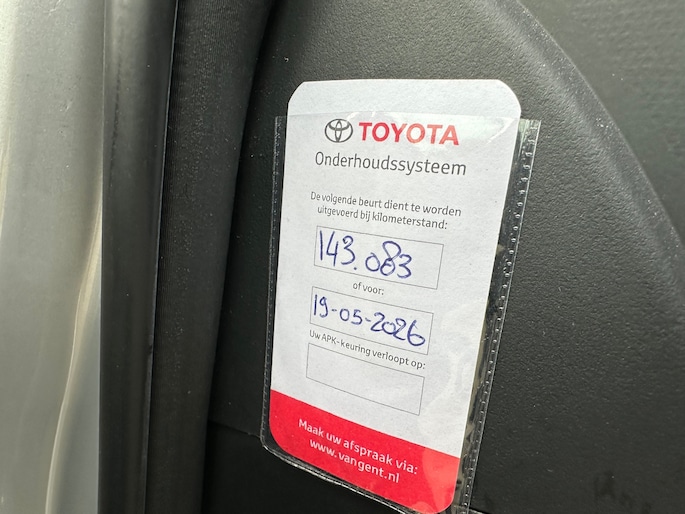 TOYOTA
Onderhoudssysteem
De volgende beurt dient te worden
uitgevoerd bij kilometerstand:
143.083
of voor:
19-05-2026
Uw APK-keuring verloopt op:
Maak uw afspraak via:
www.vangent.nl